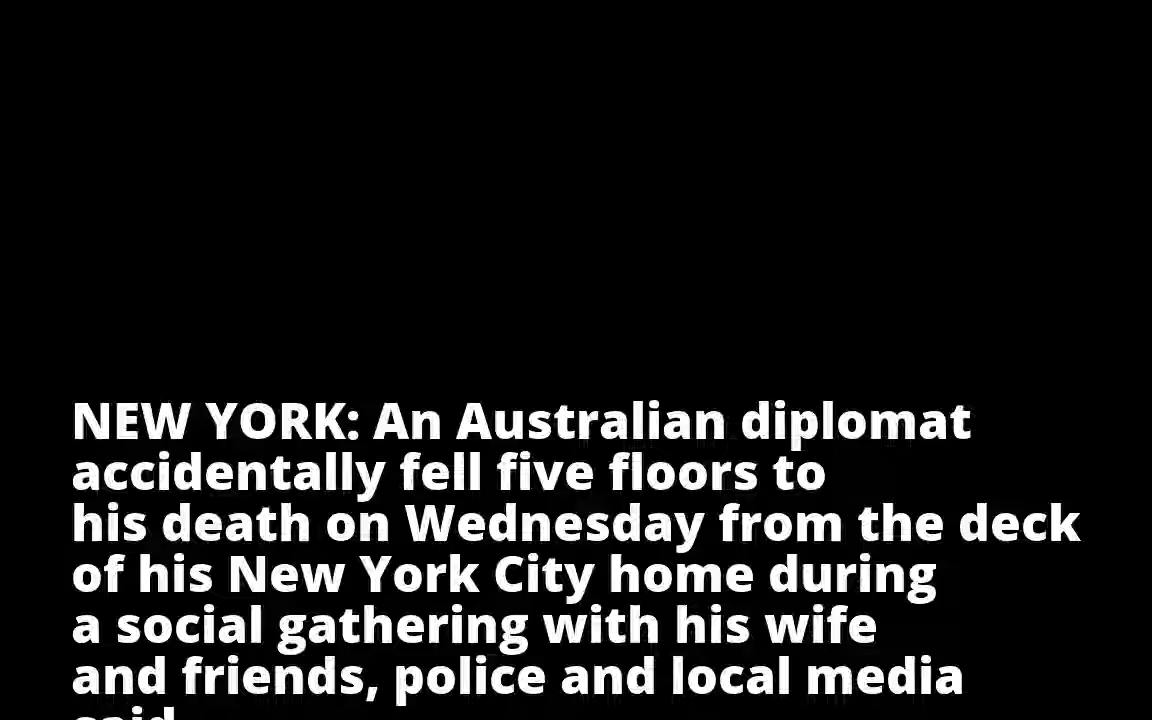 NEW YORK: An Australian diplomat
accidentally fell five floors to
his death on Wednesday from the deck
of his New York City home during
a social gathering with his wife
and friends, police and local media
said